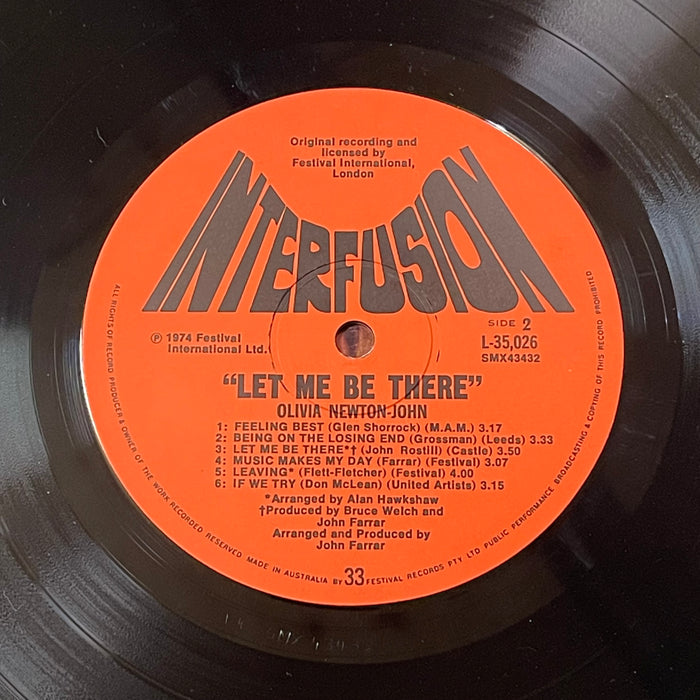 Original recording and
licensed by
Festival International,
London
INTERFUSION
℗ 1974 Festival
International Ltd.
SIDE 2
L-35,026
SMX43432
"LET ME BE THERE"
OLIVIA NEWTON-JOHN
1: FEELING BEST (Glen Shorrock) (M.A.M.) 3.17
2: BEING ON THE LOSING END (Grossman) (Leeds) 3.33
3: LET ME BE THERE*† (John Rostill) (Castle) 3.50
4: MUSIC MAKES MY DAY (Farrar) (Festival) 3.07
5: LEAVING* (Flett-Fletcher) (Festival) 4.00
6: IF WE TRY (Don McLean) (United Artists) 3.15
*Arranged by Alan Hawkshaw
†Produced by Bruce Welch and
John Farrar
Arranged and Produced by
John Farrar
ALL RIGHTS OF RECORD PRODUCER & OWNER OF THE WORK RECORDED RESERVED MADE IN AUSTRALIA BY 33 FESTIVAL RECORDS PTY LTD PUBLIC PERFORMANCE BROADCASTING & COPYING OF THIS RECORD PROHIBITED